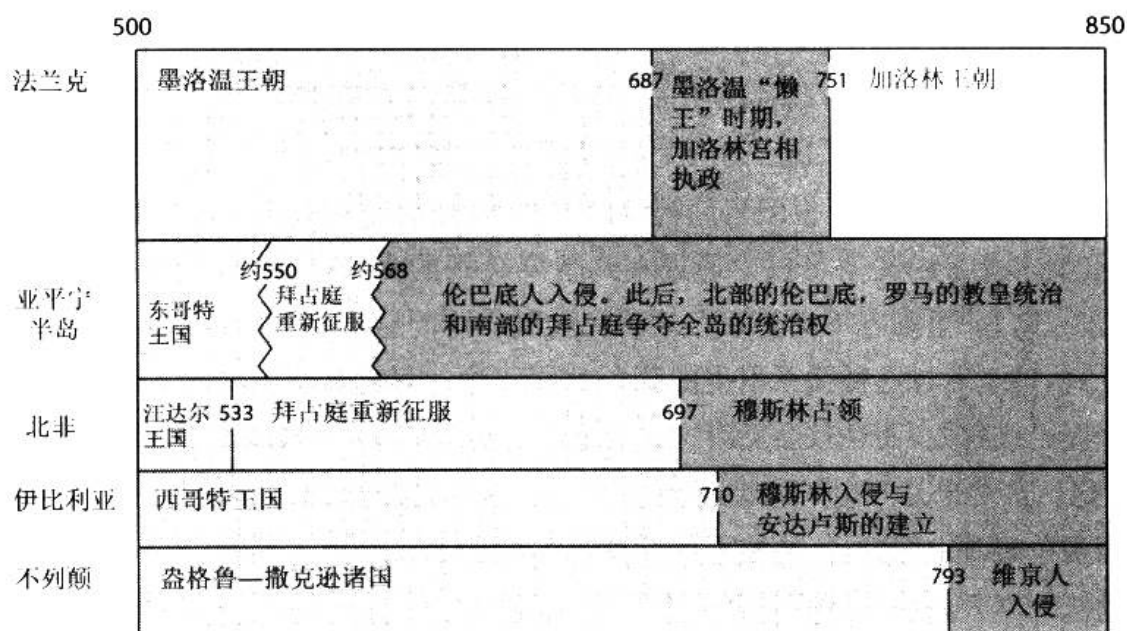 500 850
法兰克
墨洛温王朝
687
墨洛温“懒
王”时期，
加洛林宫相
执政
751
加洛林王朝
亚平宁
半岛
东哥特
王国
约550
拜占庭
重新征服
约568
伦巴底人入侵。此后，北部的伦巴底，罗马的教皇统治
和南部的拜占庭争夺全岛的统治权
北非
汪达尔
王国
533
拜占庭重新征服
697
穆斯林占领
伊比利亚
西哥特王国
710
穆斯林入侵与
安达卢斯的建立
不列颠
盎格鲁—撒克逊诸国
793
维京人
入侵